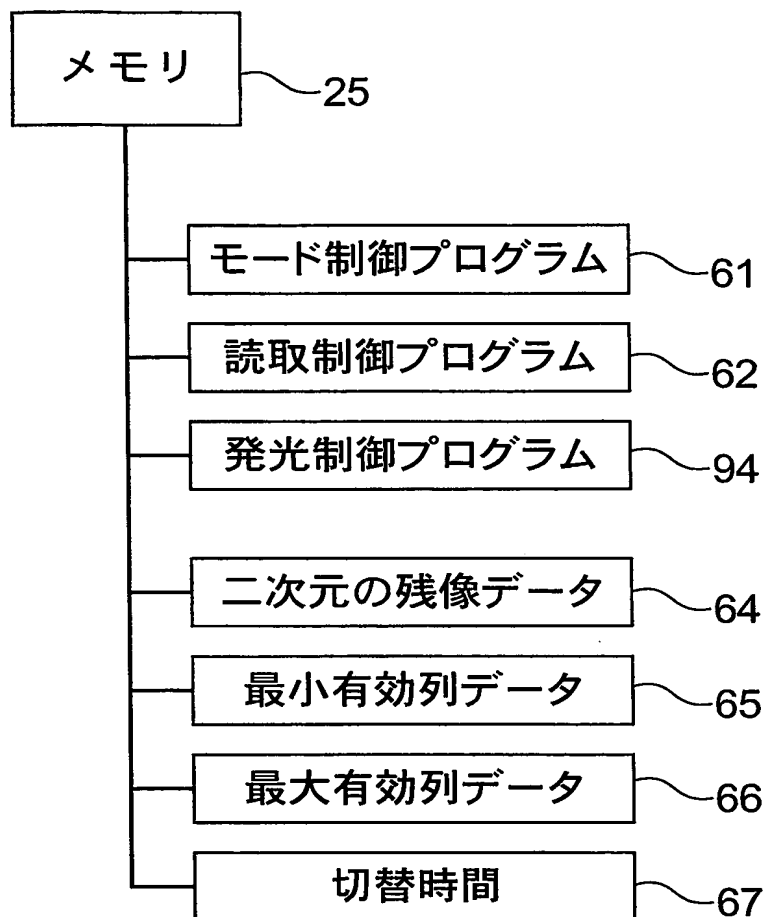 メモリ 25
モード制御プログラム 61
読取制御プログラム 62
発光制御プログラム 94
二次元の残像データ 64
最小有効列データ 65
最大有効列データ 66
切替時間 67